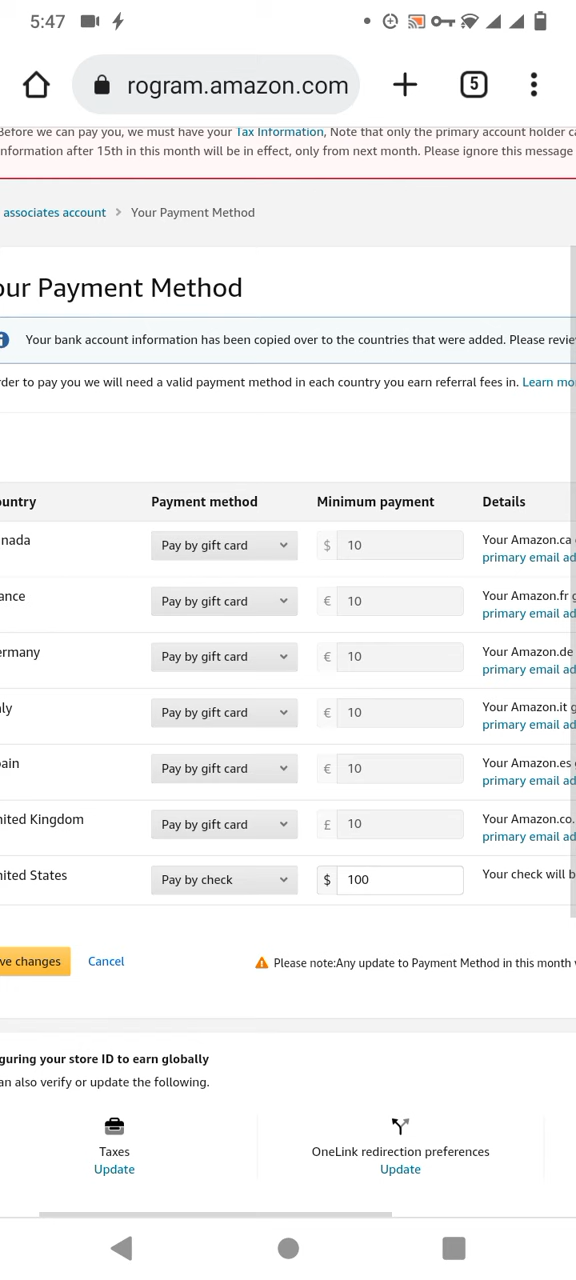 5:47
5
rogram.amazon.com
Before we can pay you, we must have your Tax Information, Note that only the primary account holder ca
nformation after 15th in this month will be in effect, only from next month. Please ignore this message
associates account > Your Payment Method
our Payment Method
Your bank account information has been copied over to the countries that were added. Please revie
rder to pay you we will need a valid payment method in each country you earn referral fees in. Learn mo
ountry Payment method Minimum payment Details
nada Pay by gift card $ 10 Your Amazon.ca
primary email ad
ance Pay by gift card € 10 Your Amazon.fr g
primary email ad
ermany Pay by gift card € 10 Your Amazon.de
primary email ad
ly Pay by gift card € 10 Your Amazon.it g
primary email ad
ain Pay by gift card € 10 Your Amazon.es
primary email ad
nited Kingdom Pay by gift card £ 10 Your Amazon.co.
primary email ad
nited States Pay by check $ 100 Your check will b
ve changes Cancel Please note:Any update to Payment Method in this month
guring your store ID to earn globally
an also verify or update the following.
Taxes OneLink redirection preferences
Update Update